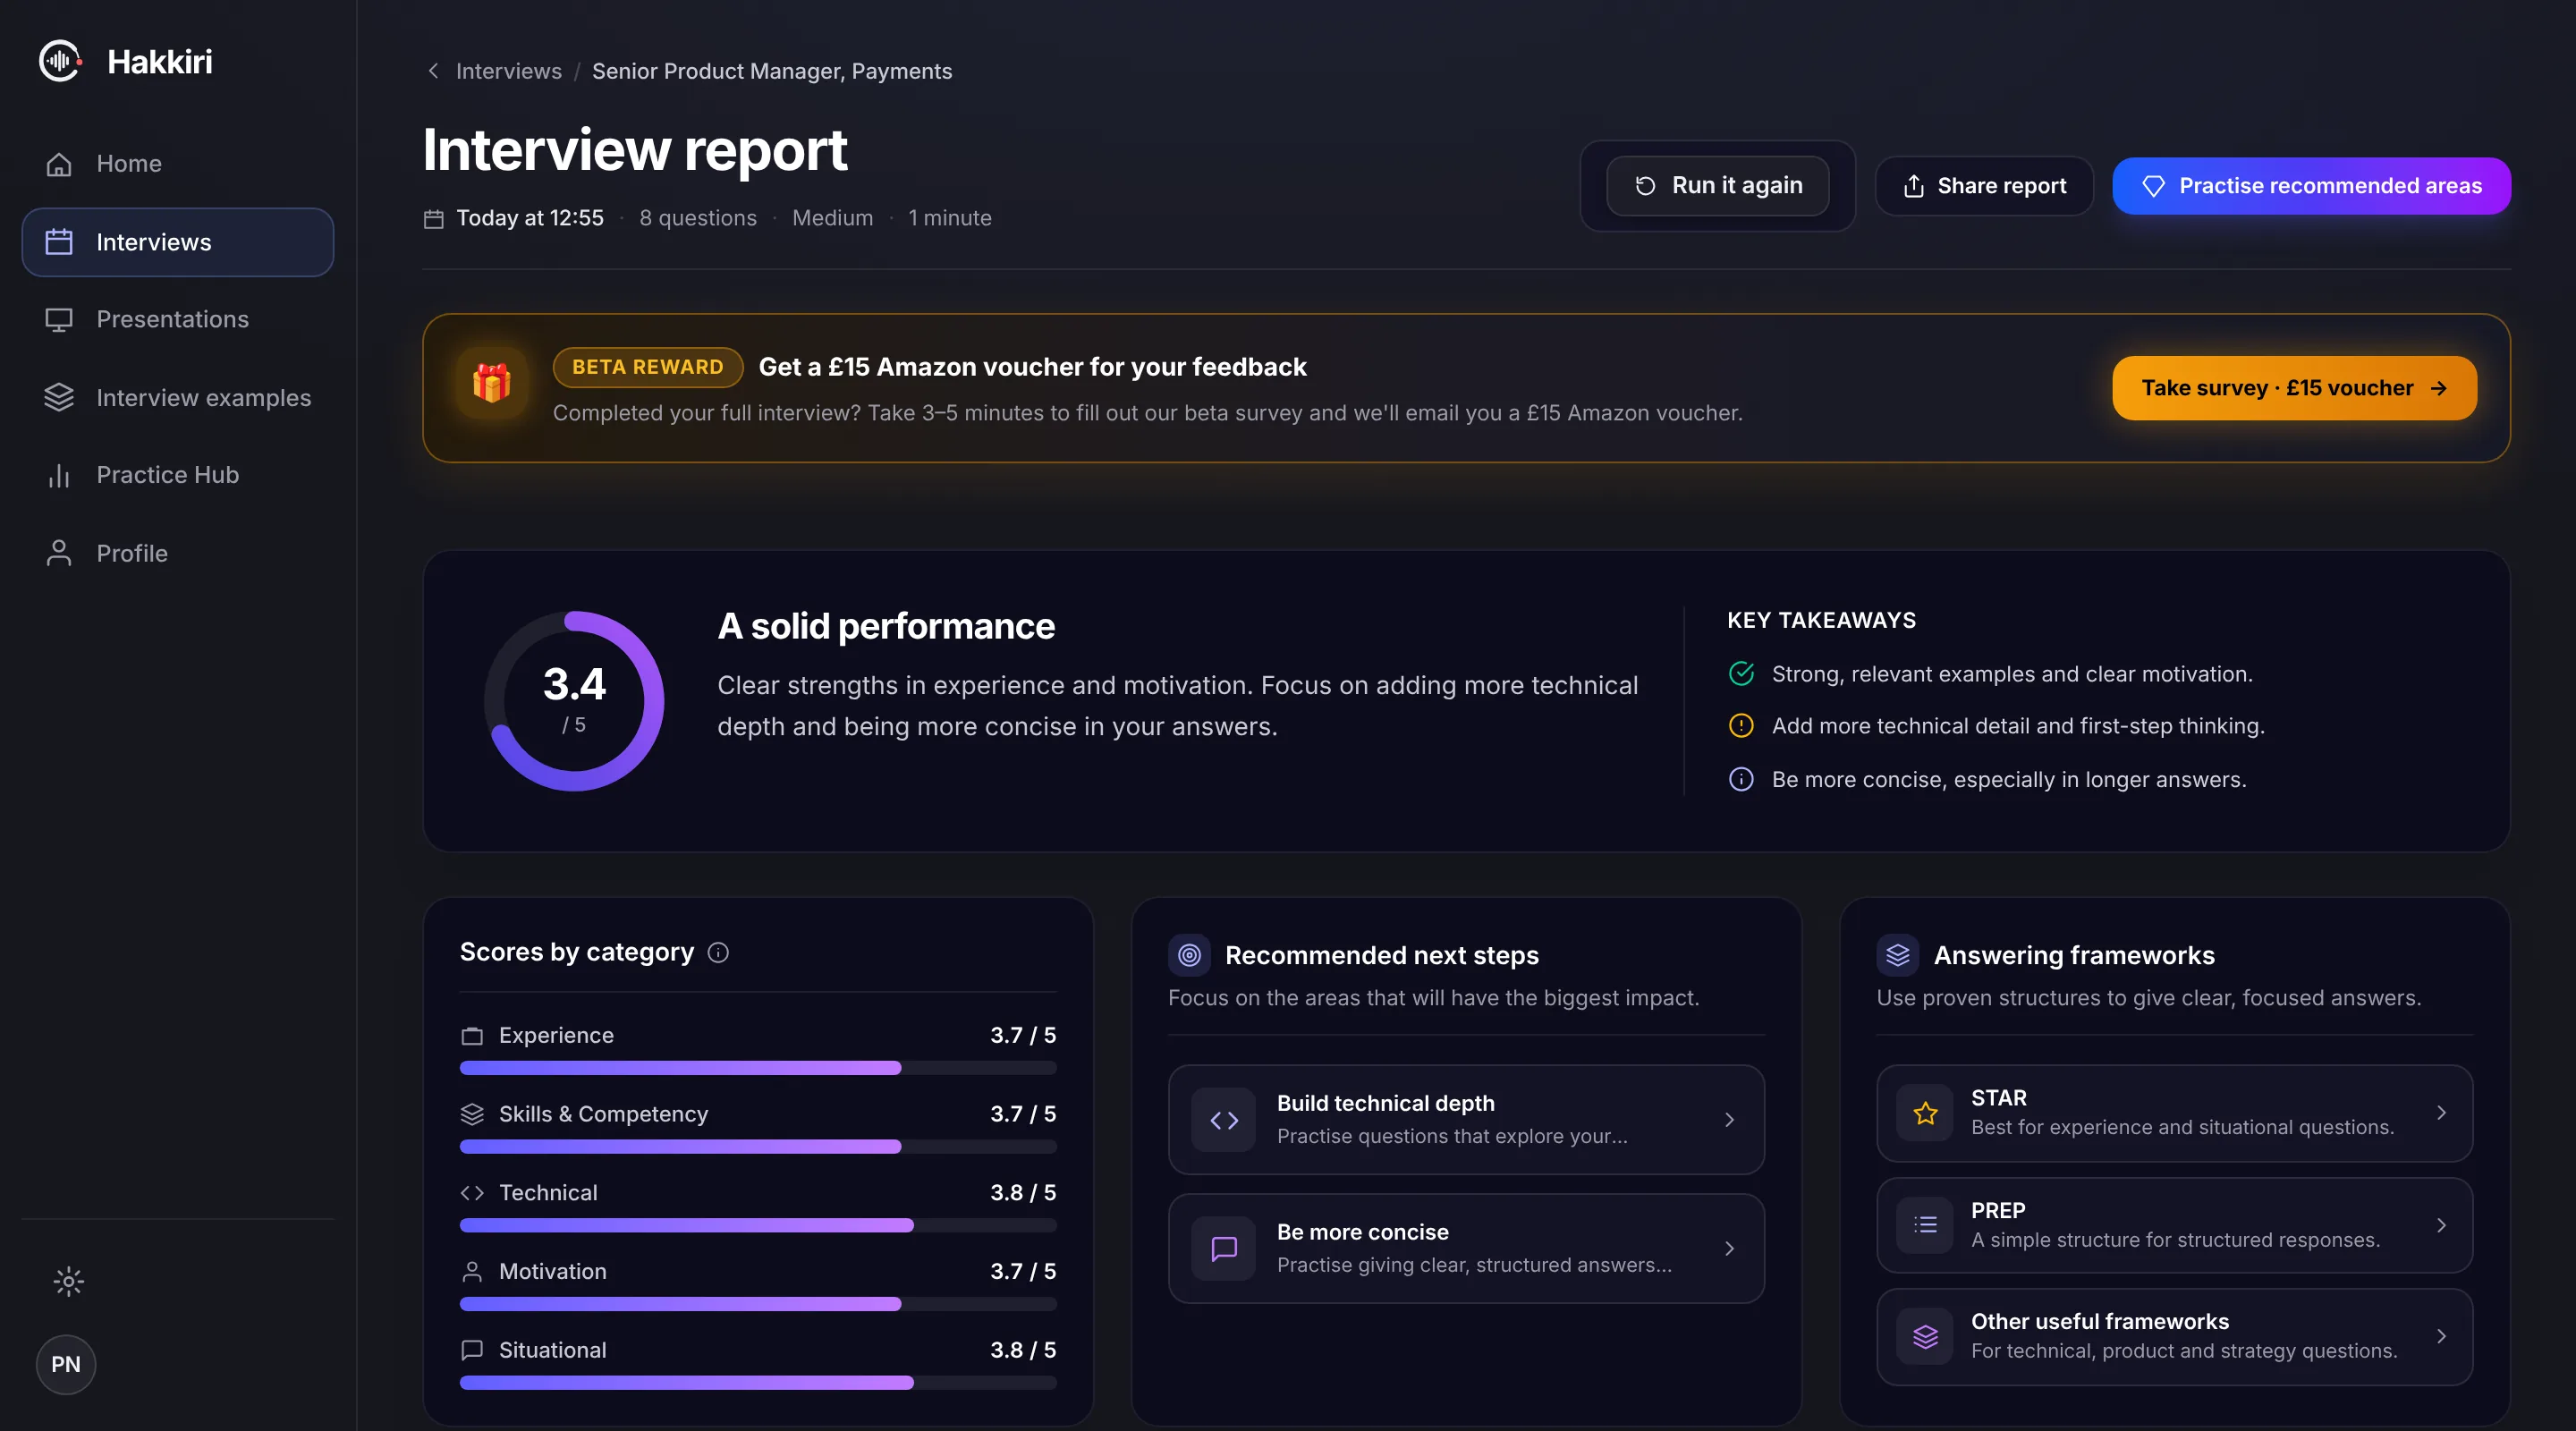 Hakkiri
Home
Interviews
Presentations
Interview examples
Practice Hub
Profile
PN
Interviews / Senior Product Manager, Payments
Interview report
Today at 12:55 · 8 questions · Medium · 1 minute
Run it again
Share report
Practise recommended areas
BETA REWARD Get a £15 Amazon voucher for your feedback
Completed your full interview? Take 3–5 minutes to fill out our beta survey and we'll email you a £15 Amazon voucher.
Take survey · £15 voucher →
3.4
/ 5
A solid performance
Clear strengths in experience and motivation. Focus on adding more technical
depth and being more concise in your answers.
KEY TAKEAWAYS
Strong, relevant examples and clear motivation.
Add more technical detail and first-step thinking.
Be more concise, especially in longer answers.
Scores by category
Experience 3.7 / 5
Skills & Competency 3.7 / 5
Technical 3.8 / 5
Motivation 3.7 / 5
Situational 3.8 / 5
Recommended next steps
Focus on the areas that will have the biggest impact.
Build technical depth
Practise questions that explore your...
Be more concise
Practise giving clear, structured answers...
Answering frameworks
Use proven structures to give clear, focused answers.
STAR
Best for experience and situational questions.
PREP
A simple structure for structured responses.
Other useful frameworks
For technical, product and strategy questions.